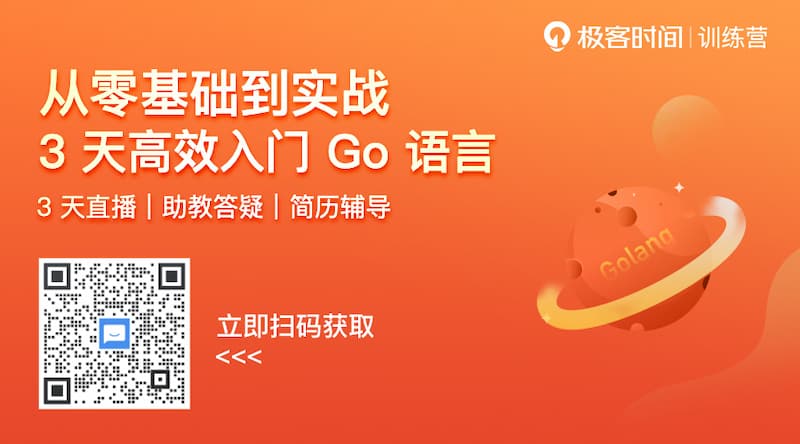 极客时间 | 训练营
从零基础到实战
3 天高效入门 Go 语言
3 天直播 | 助教答疑 | 简历辅导
Golang
立即扫码获取
<<<